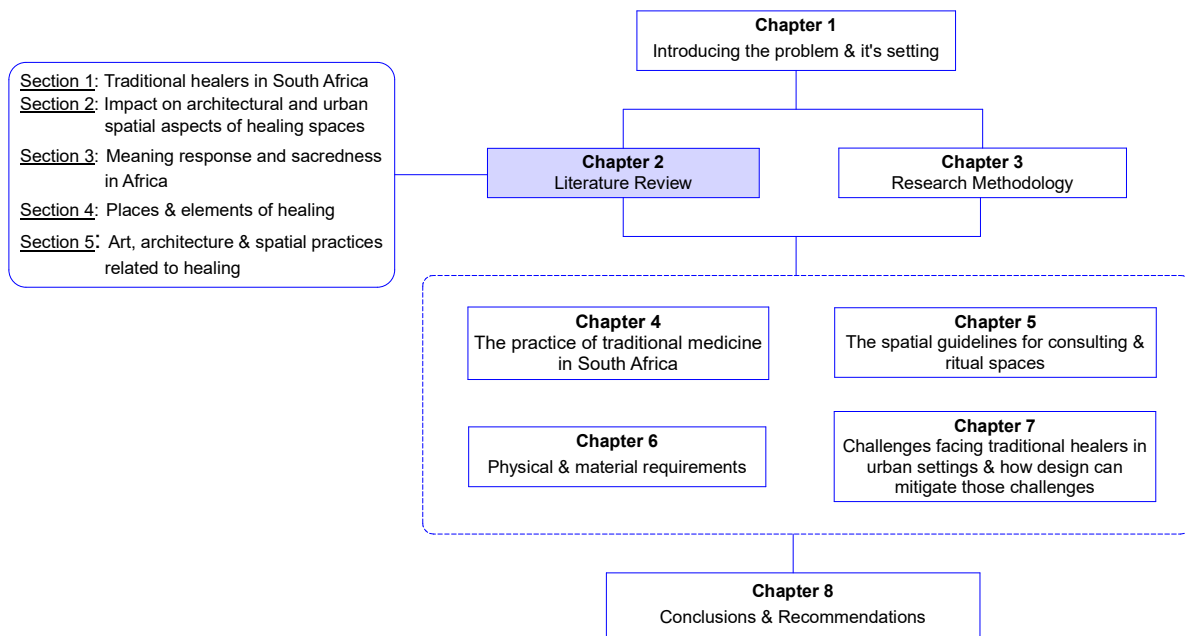 Chapter 1
Introducing the problem & it's setting
Section 1: Traditional healers in South Africa
Section 2: Impact on architectural and urban
spatial aspects of healing spaces
Section 3: Meaning response and sacredness
in Africa
Section 4: Places & elements of healing
Section 5: Art, architecture & spatial practices
related to healing
Chapter 2
Literature Review
Chapter 3
Research Methodology
Chapter 4
The practice of traditional medicine
in South Africa
Chapter 5
The spatial guidelines for consulting &
ritual spaces
Chapter 6
Physical & material requirements
Chapter 7
Challenges facing traditional healers in
urban settings & how design can
mitigate those challenges
Chapter 8
Conclusions & Recommendations